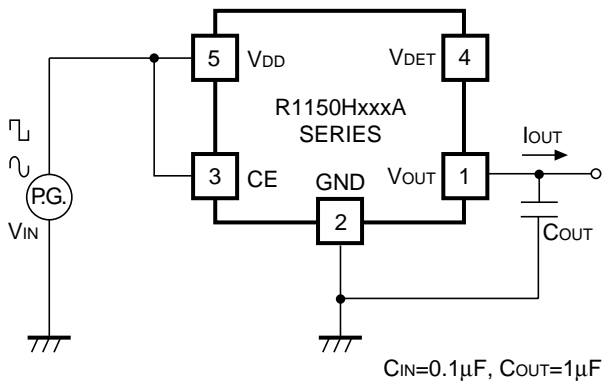 5 VDD
VDET 4
R1150HxxxA
SERIES
IOUT
3 CE
GND
VOUT 1
2
P.G.
VIN
COUT
CIN=0.1μF, COUT=1μF